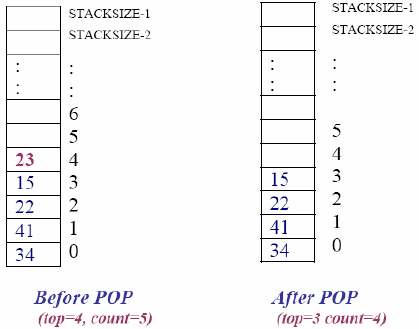 STACKSIZE-1
STACKSIZE-2
: :
: :
6
5
23 4
15 3
22 2
41 1
34 0
Before POP
(top=4, count=5)
STACKSIZE-1
STACKSIZE-2
: :
: :
5
4
15 3
22 2
41 1
34 0
After POP
(top=3 count=4)